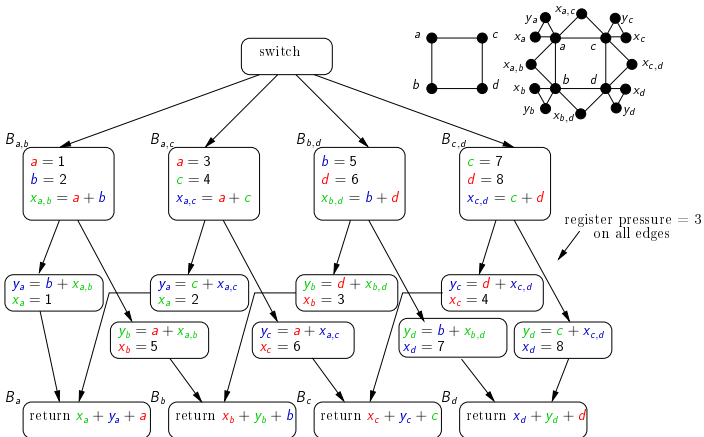 switch
a
c
b
d
x_{a,c}
y_a
y_c
x_a
x_c
a
c
x_{a,b}
x_{c,d}
b
d
x_b
x_d
y_b
x_{b,d}
y_d
B_{a,b}
a = 1
b = 2
x_{a,b} = a + b
B_{a,c}
a = 3
c = 4
x_{a,c} = a + c
B_{b,d}
b = 5
d = 6
x_{b,d} = b + d
B_{c,d}
c = 7
d = 8
x_{c,d} = c + d
register pressure = 3
on all edges
y_a = b + x_{a,b}
x_a = 1
y_a = c + x_{a,c}
x_a = 2
y_b = d + x_{b,d}
x_b = 3
y_c = d + x_{c,d}
x_c = 4
y_b = a + x_{a,b}
x_b = 5
y_c = a + x_{a,c}
x_c = 6
y_d = b + x_{b,d}
x_d = 7
y_d = c + x_{c,d}
x_d = 8
B_a
return x_a + y_a + a
B_b
return x_b + y_b + b
B_c
return x_c + y_c + c
B_d
return x_d + y_d + d